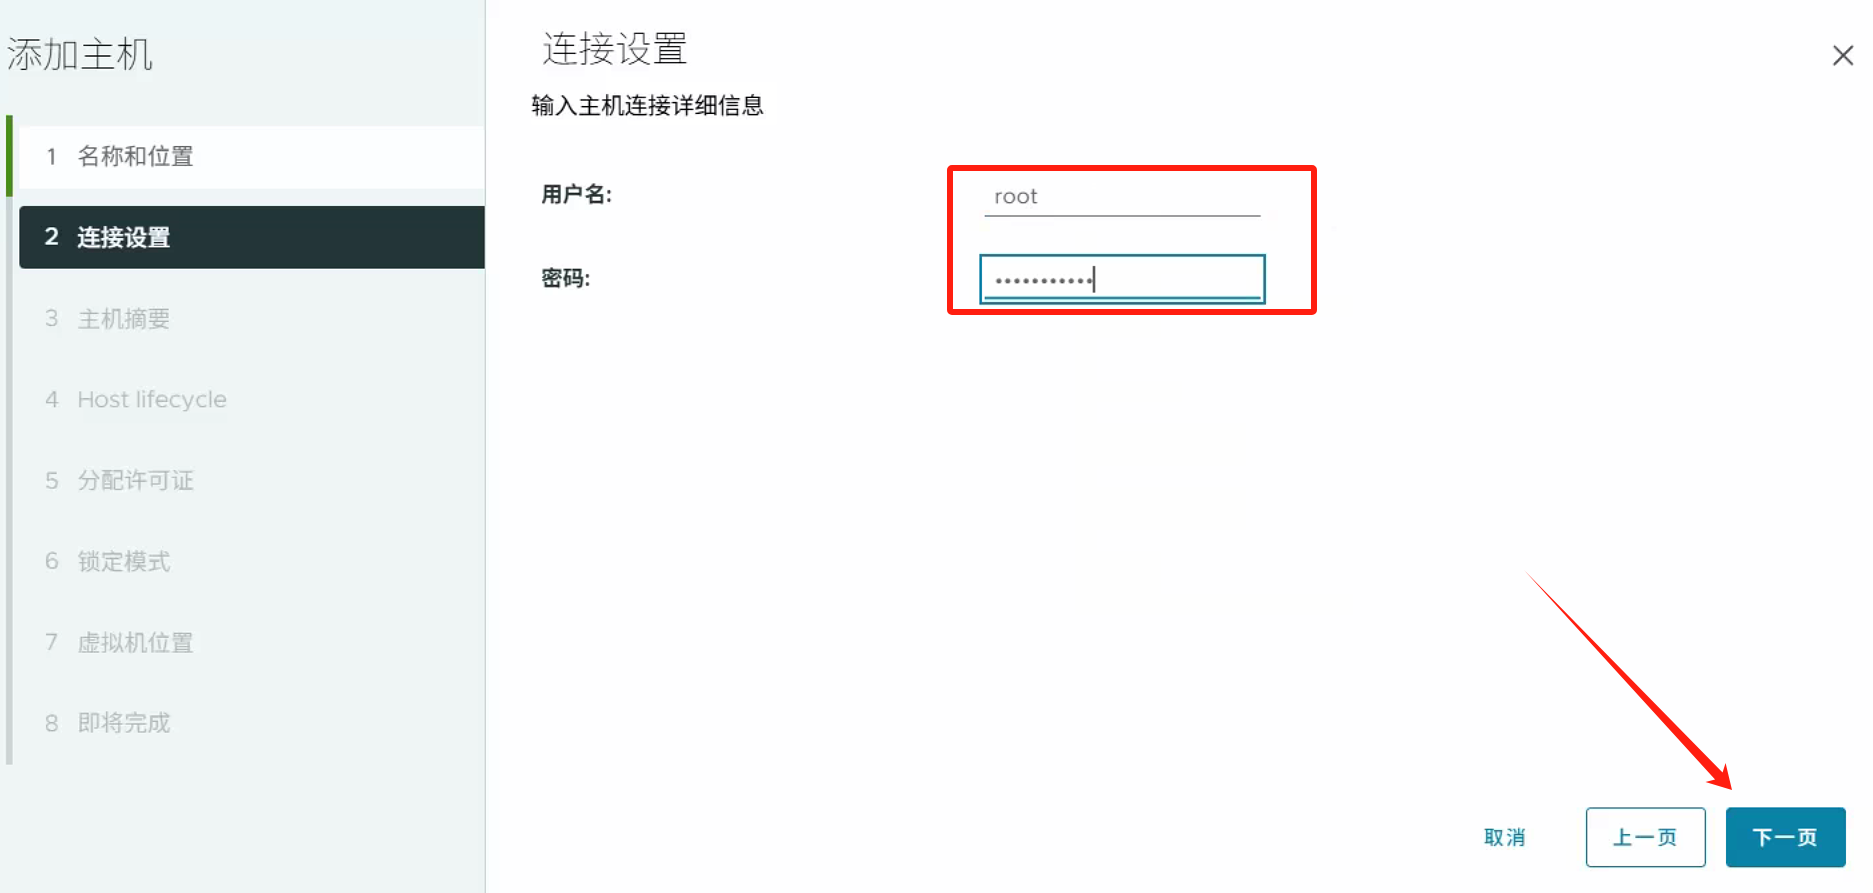 添加主机
1 名称和位置
2 连接设置
3 主机摘要
4 Host lifecycle
5 分配许可证
6 锁定模式
7 虚拟机位置
8 即将完成
连接设置
输入主机连接详细信息
用户名: root
密码: •••••••••••
取消 上一页 下一页